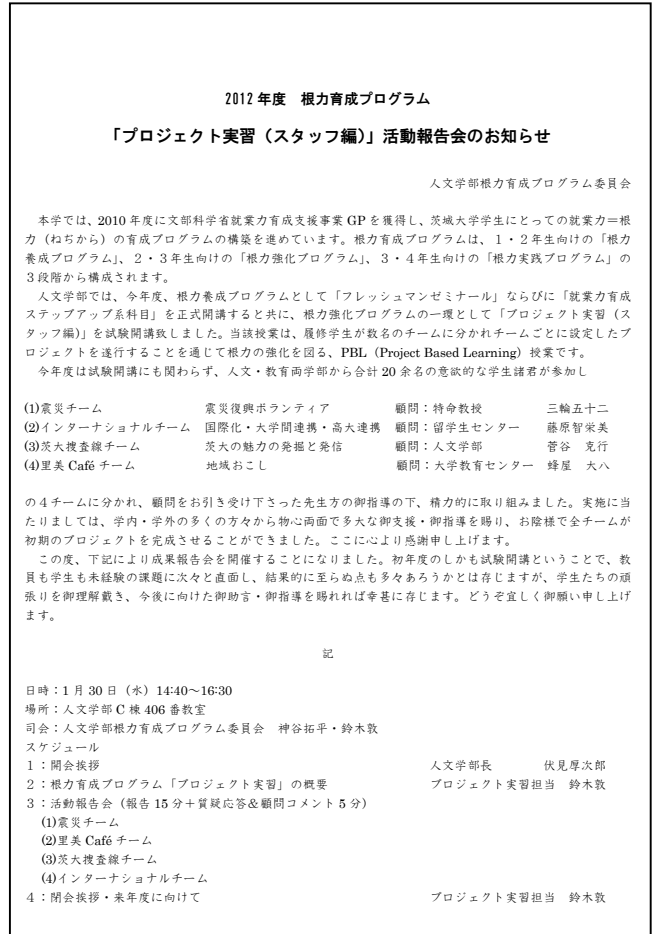 2012 年度　根力育成プログラム
「プロジェクト実習（スタッフ編）」活動報告会のお知らせ
人文学部根力育成プログラム委員会
本学では、2010 年度に文部科学省就業力育成支援事業 GP を獲得し、茨城大学学生にとっての就業力＝根
力（ねぢから）の育成プログラムの構築を進めています。根力育成プログラムは、１・２年生向けの「根力
養成プログラム」、２・３年生向けの「根力強化プログラム」、３・４年生向けの「根力実践プログラム」の
３段階から構成されます。
人文学部では、今年度、根力養成プログラムとして「フレッシュマンゼミナール」ならびに「就業力育成
ステップアップ系科目」を正式開講すると共に、根力強化プログラムの一環として「プロジェクト実習（ス
タッフ編）」を試験開講致しました。当該授業は、履修学生が数名のチームに分かれチームごとに設定したプ
ロジェクトを遂行することを通じて根力の強化を図る、PBL（Project Based Learning）授業です。
今年度は試験開講にも関わらず、人文・教育両学部から合計 20 余名の意欲的な学生諸君が参加し
(1)震災チーム　震災復興ボランティア　顧問：特命教授　三輪五十二
(2)インターナショナルチーム　国際化・大学間連携・高大連携　顧問：留学生センター　藤原智栄美
(3)茨大捜査線チーム　茨大の魅力の発掘と発信　顧問：人文学部　菅谷　克行
(4)里美 Café チーム　地域おこし　顧問：大学教育センター　蜂屋　大八
の４チームに分かれ、顧問をお引き受け下さった先生方の御指導の下、精力的に取り組みました。実施に当
たりましては、学内・学外の多くの方々から物心両面で多大な御支援・御指導を賜り、お陰様で全チームが
初期のプロジェクトを完成させることができました。ここに心より感謝申し上げます。
この度、下記により成果報告会を開催することになりました。初年度のしかも試験開講ということで、教
員も学生も未経験の課題に次々と直面し、結果的に至らぬ点も多々あろうかとは存じますが、学生たちの頑
張りを御理解戴き、今後に向けた御助言・御指導を賜れれば幸甚に存じます。どうぞ宜しく御願い申し上げ
ます。
記
日時：1 月 30 日（水）14:40～16:30
場所：人文学部 C 棟 406 番教室
司会：人文学部根力育成プログラム委員会　神谷拓平・鈴木敦
スケジュール
１：開会挨拶　人文学部長　伏見厚次郎
２：根力育成プログラム「プロジェクト実習」の概要　プロジェクト実習担当　鈴木敦
３：活動報告会（報告 15 分＋質疑応答＆顧問コメント 5 分）
(1)震災チーム
(2)里美 Café チーム
(3)茨大捜査線チーム
(4)インターナショナルチーム
４：閉会挨拶・来年度に向けて　プロジェクト実習担当　鈴木敦